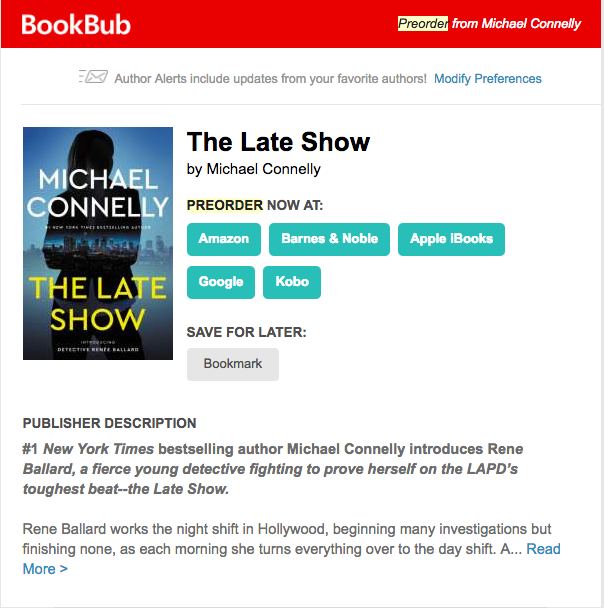 BookBub
Preorder from Michael Connelly
Author Alerts include updates from your favorite authors! Modify Preferences
MICHAEL
CONNELLY
#1 NEW YORK TIMES BESTSELLING AUTHOR
THE LATE
SHOW
INTRODUCING
DETECTIVE RENÉE BALLARD
The Late Show
by Michael Connelly
PREORDER NOW AT:
Amazon Barnes & Noble Apple iBooks
Google Kobo
SAVE FOR LATER:
Bookmark
PUBLISHER DESCRIPTION
#1 New York Times bestselling author Michael Connelly introduces Rene
Ballard, a fierce young detective fighting to prove herself on the LAPD's
toughest beat--the Late Show.
Rene Ballard works the night shift in Hollywood, beginning many investigations but
finishing none, as each morning she turns everything over to the day shift. A... Read
More >